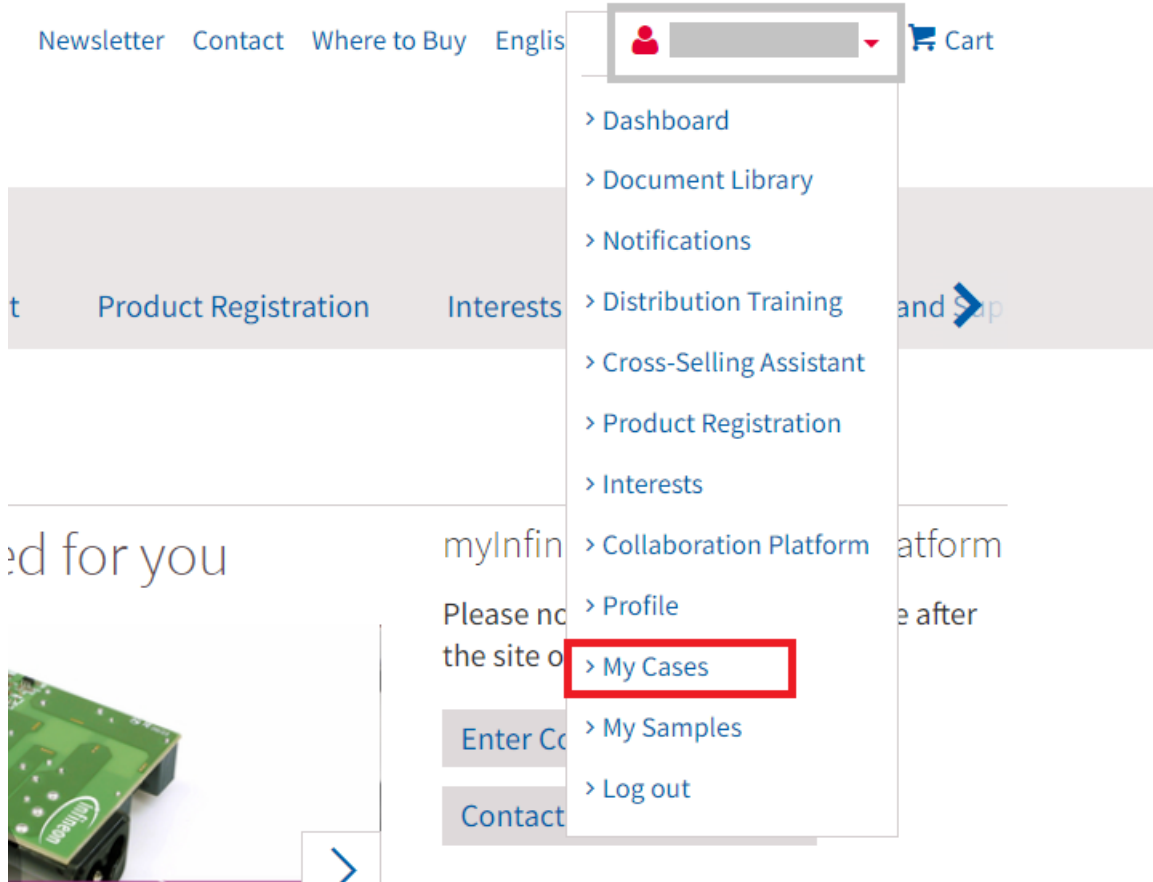 Newsletter Contact Where to Buy Englis Cart
> Dashboard
> Document Library
> Notifications
t Product Registration Interests > Distribution Training and Sup
> Cross-Selling Assistant
> Product Registration
> Interests
ed for you
myInfin > Collaboration Platform atform
Please no > Profile e after
the site o > My Cases
> My Samples
Enter Co
> Log out
Contact
infineon